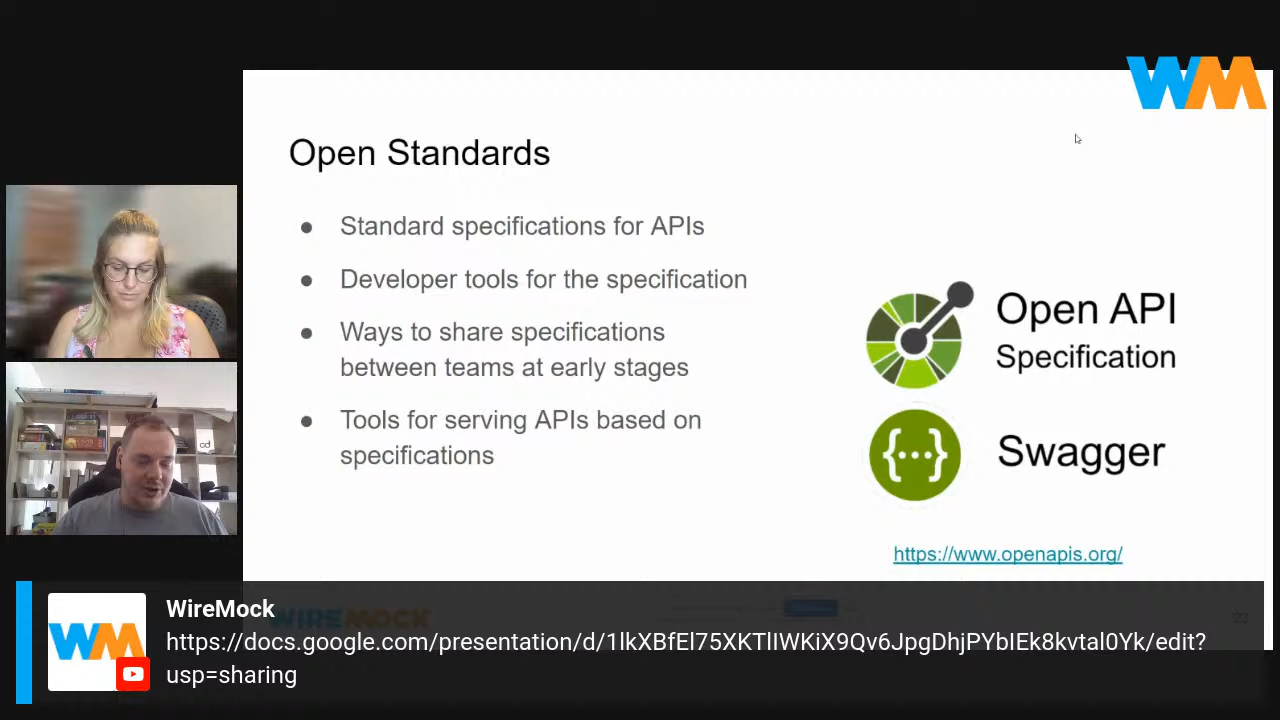 WM
Open Standards
● Standard specifications for APIs
● Developer tools for the specification
● Ways to share specifications
between teams at early stages
● Tools for serving APIs based on
specifications
Open API
Specification
{···}
Swagger
https://www.openapis.org/
WIREMOCK
22
WM
WireMock
https://docs.google.com/presentation/d/1lkXBfEl75XKTlIWKiX9Qv6JpgDhjPYbIEk8kvtal0Yk/edit?
usp=sharing